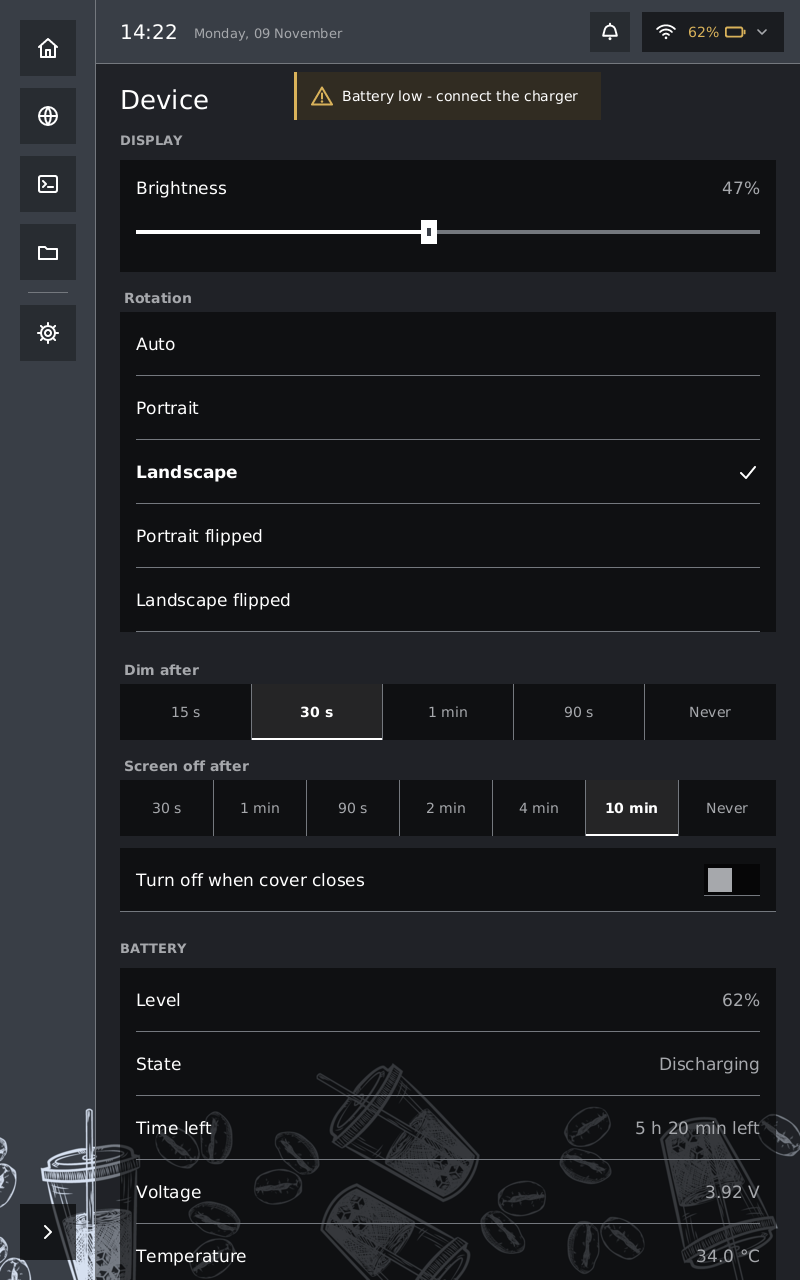 14:22 Monday, 09 November 62%
Device
Battery low - connect the charger
DISPLAY
Brightness 47%
Rotation
Auto
Portrait
Landscape
Portrait flipped
Landscape flipped
Dim after
15 s 30 s 1 min 90 s Never
Screen off after
30 s 1 min 90 s 2 min 4 min 10 min Never
Turn off when cover closes
BATTERY
Level 62%
State Discharging
Time left 5 h 20 min left
Voltage 3.92 V
Temperature 34.0 °C